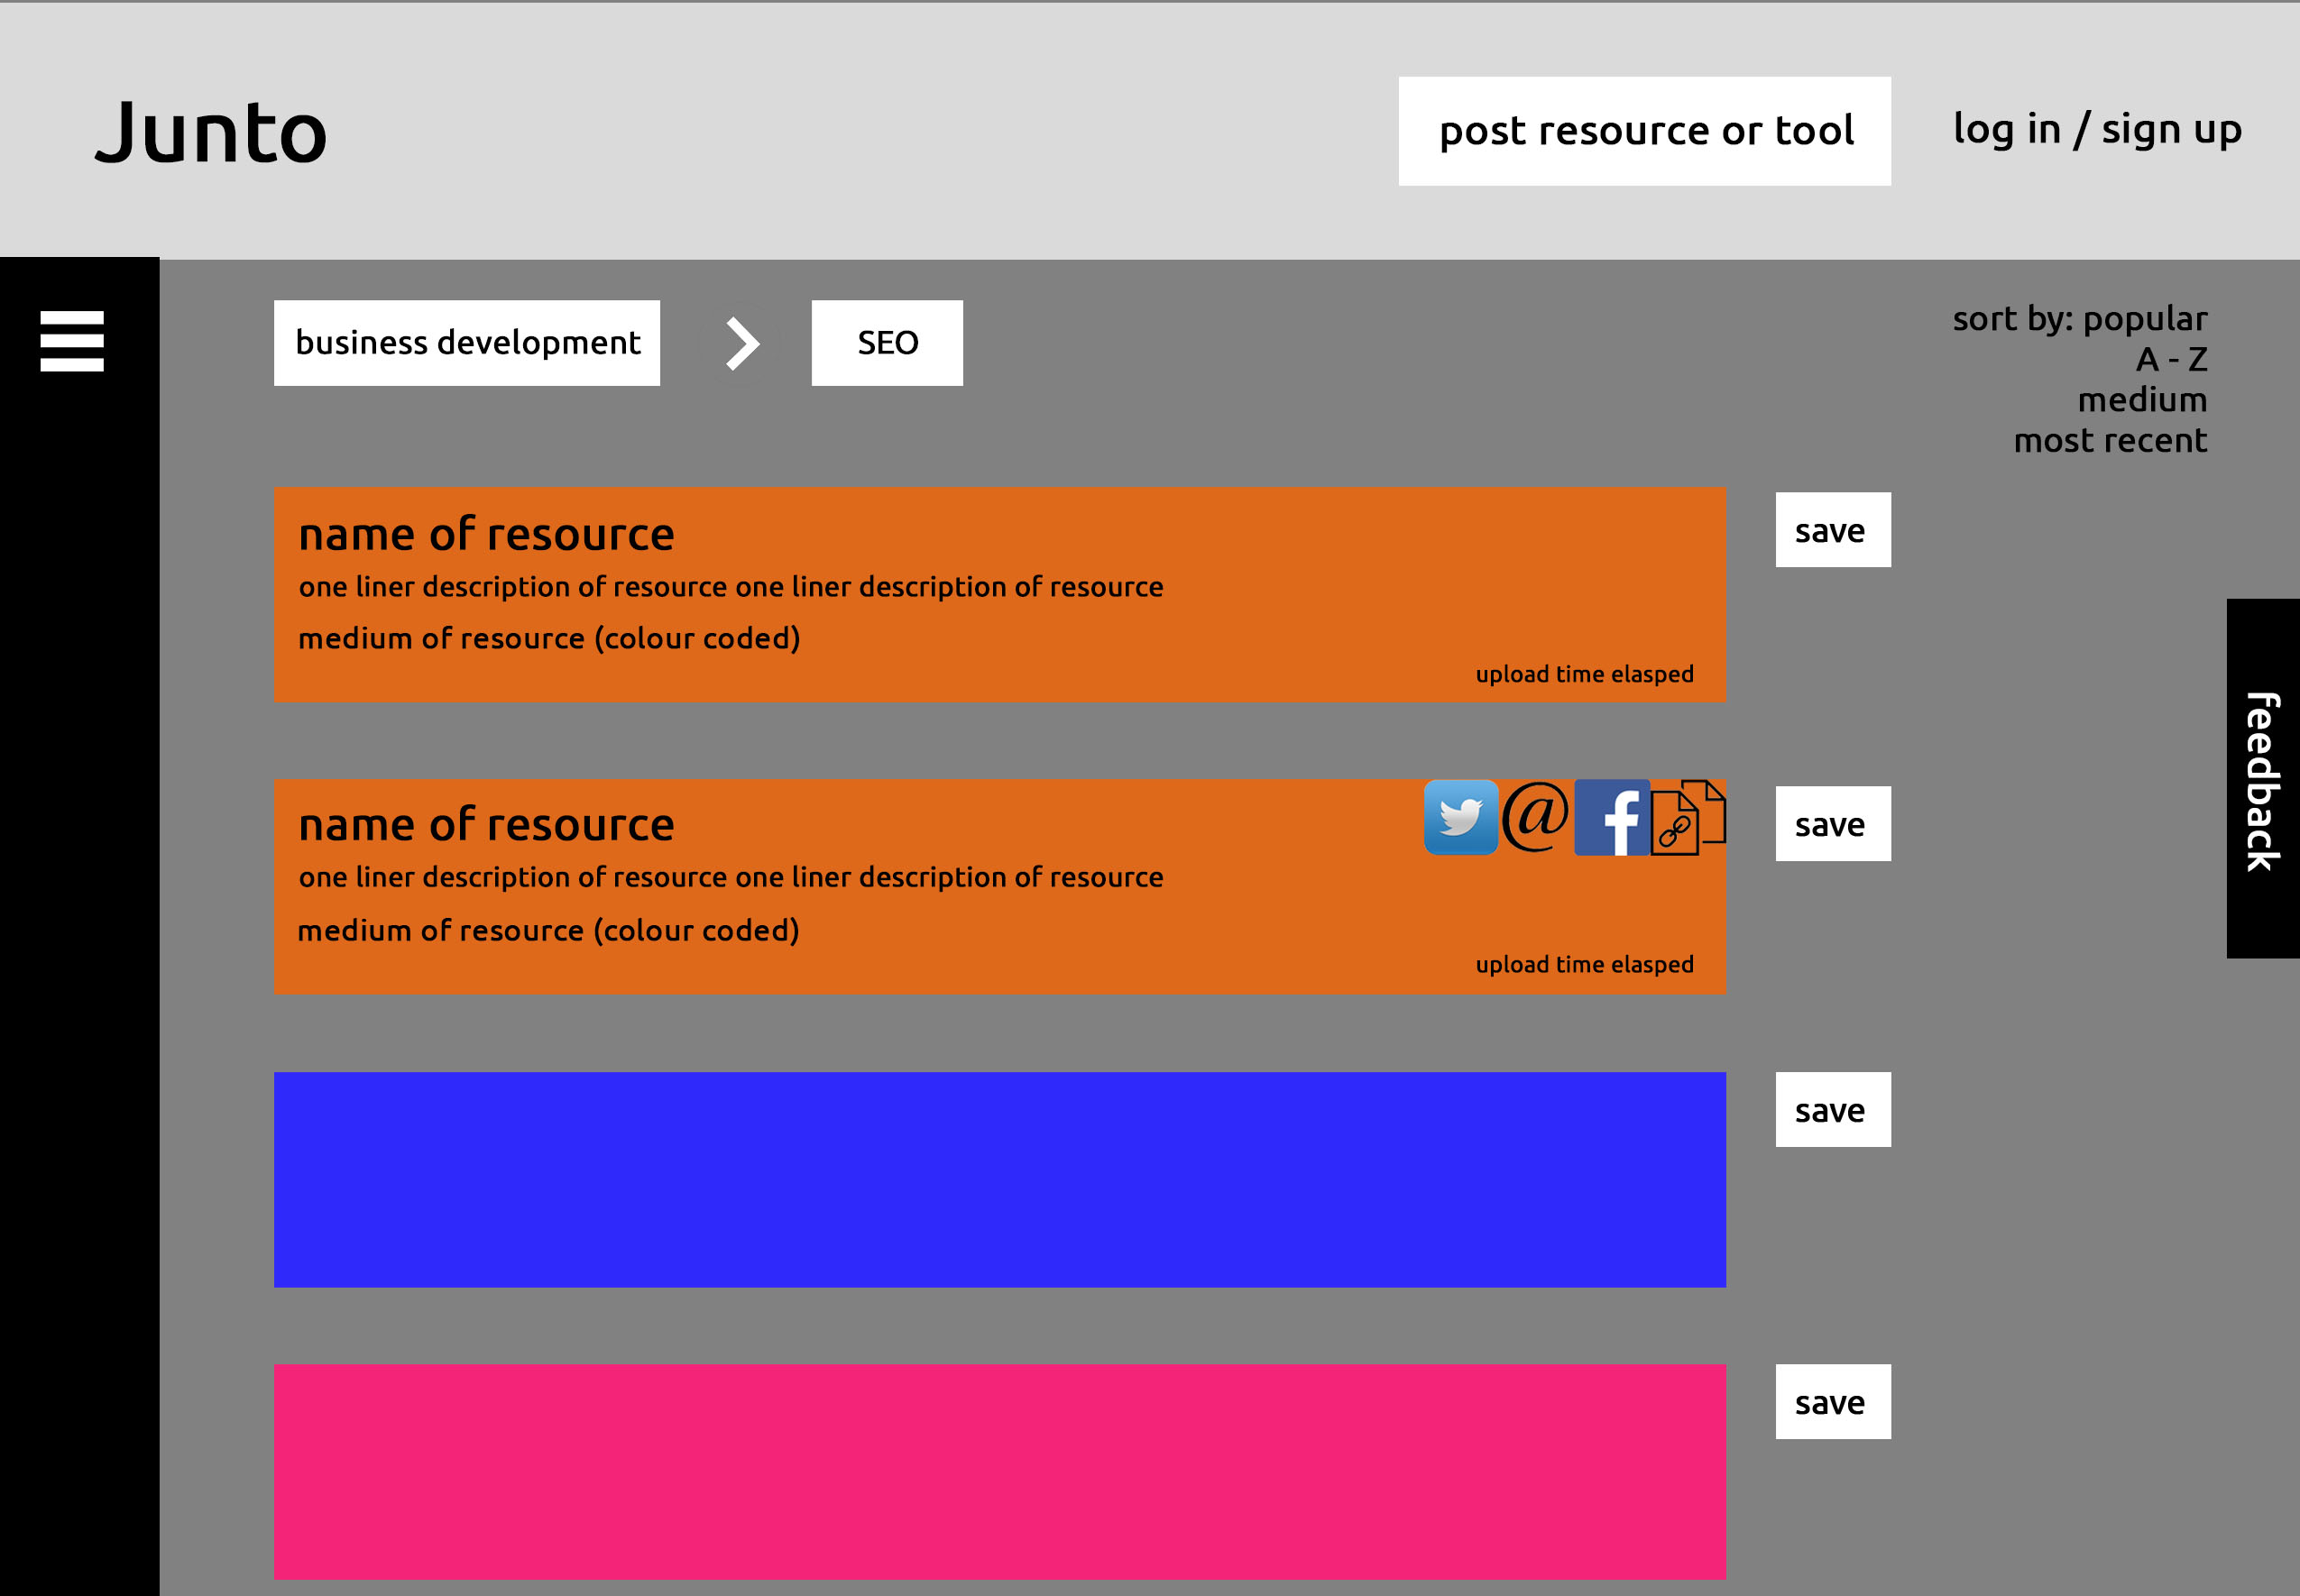 Junto
post resource or tool
log in / sign up
business development
SEO
sort by: popular
A - Z
medium
most recent
name of resource
one liner description of resource one liner description of resource
medium of resource (colour coded)
upload time elasped
save
name of resource
one liner description of resource one liner description of resource
medium of resource (colour coded)
upload time elasped
@
save
feedback
save
save